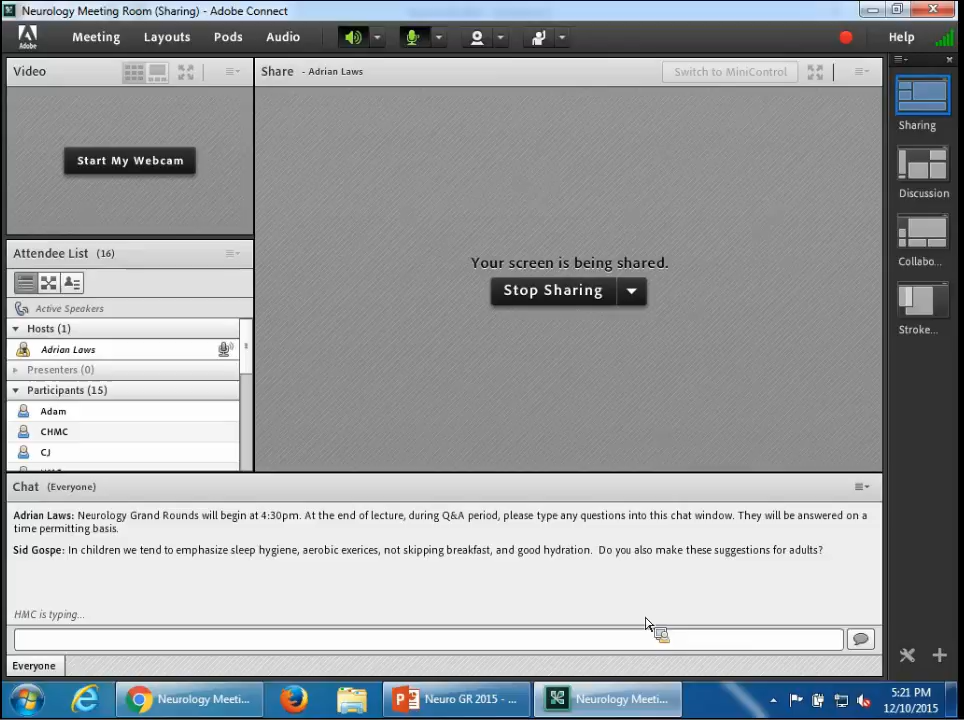 Neurology Meeting Room (Sharing) - Adobe Connect
Adobe
Meeting
Layouts
Pods
Audio
Help
Video
Share - Adrian Laws
Switch to MiniControl
Sharing
Start My Webcam
Discussion
Attendee List (16)
Collabo...
Your screen is being shared.
Stop Sharing
Active Speakers
Hosts (1)
Stroke...
Adrian Laws
Presenters (0)
Participants (15)
Adam
CHMC
CJ
Chat (Everyone)
Adrian Laws: Neurology Grand Rounds will begin at 4:30pm. At the end of lecture, during Q&A period, please type any questions into this chat window. They will be answered on a
time permitting basis.
Sid Gospe: In children we tend to emphasize sleep hygiene, aerobic exerices, not skipping breakfast, and good hydration. Do you also make these suggestions for adults?
HMC is typing...
Everyone
Neurology Meeti...
Neuro GR 2015 - ...
Neurology Meeti...
5:21 PM
12/10/2015